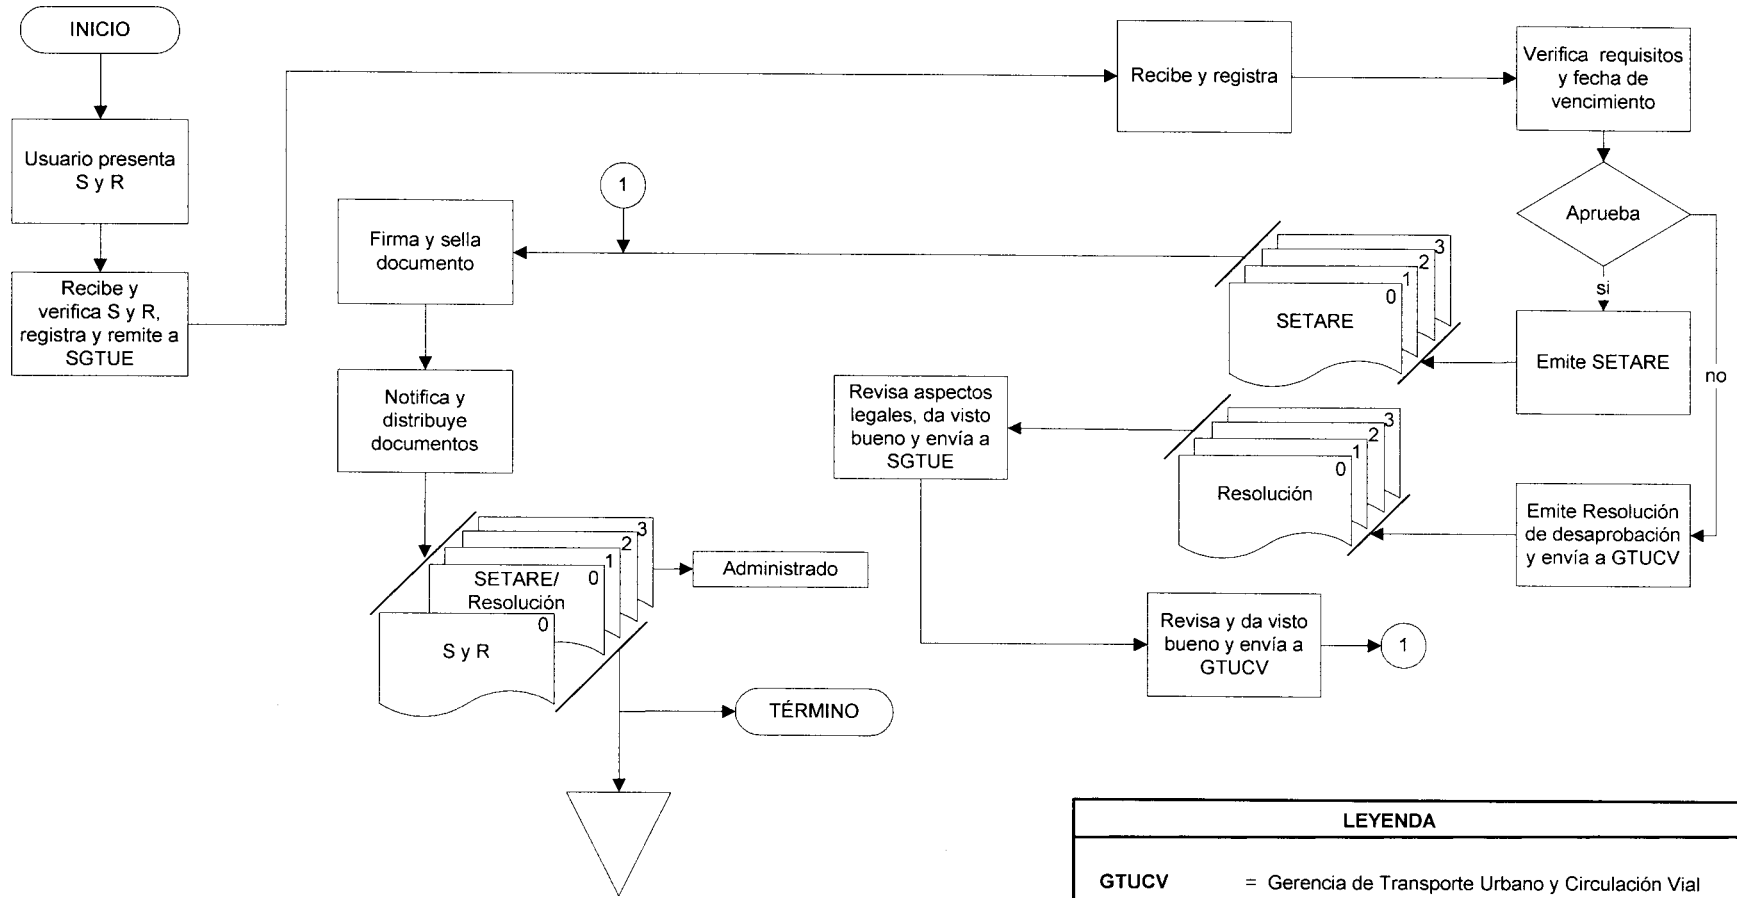 INICIO
Usuario presenta
S y R
Recibe y
verifica S y R,
registra y remite a
SGTUE
Recibe y registra
Verifica requisitos
y fecha de
vencimiento
Aprueba
si
no
Emite SETARE
3
2
1
0
SETARE
1
Firma y sella
documento
Notifica y
distribuye
documentos
Emite Resolución
de desaprobación
y envía a GTUCV
3
2
1
0
Resolución
Revisa aspectos
legales, da visto
bueno y envía a
SGTUE
Revisa y da visto
bueno y envía a
GTUCV
1
3
2
1
0
SETARE/
Resolución
0
S y R
Administrado
TÉRMINO
LEYENDA
GTUCV = Gerencia de Transporte Urbano y Circulación Vial